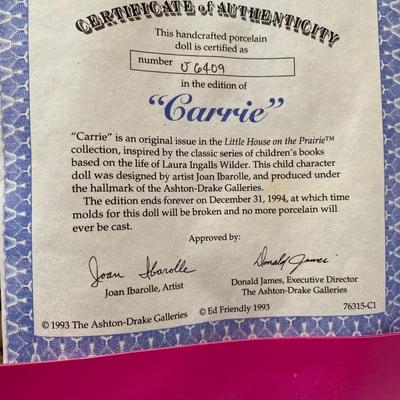 CERTIFICATE of AUTHENTICITY
This handcrafted porcelain
doll is certified as
number U6409
in the edition of
"Carrie"
"Carrie" is an original issue in the Little House on the Prairie™
collection, inspired by the classic series of children's books
based on the life of Laura Ingalls Wilder. This child character
doll was designed by artist Joan Ibarolle, and produced under
the hallmark of the Ashton-Drake Galleries.
The edition ends forever on December 31, 1994, at which time
molds for this doll will be broken and no more porcelain will
ever be cast.
Approved by:
Joan Ibarolle Donald James
Joan Ibarolle, Artist Donald James, Executive Director
The Ashton-Drake Galleries
© 1993 The Ashton-Drake Galleries © Ed Friendly 1993 76315-C1